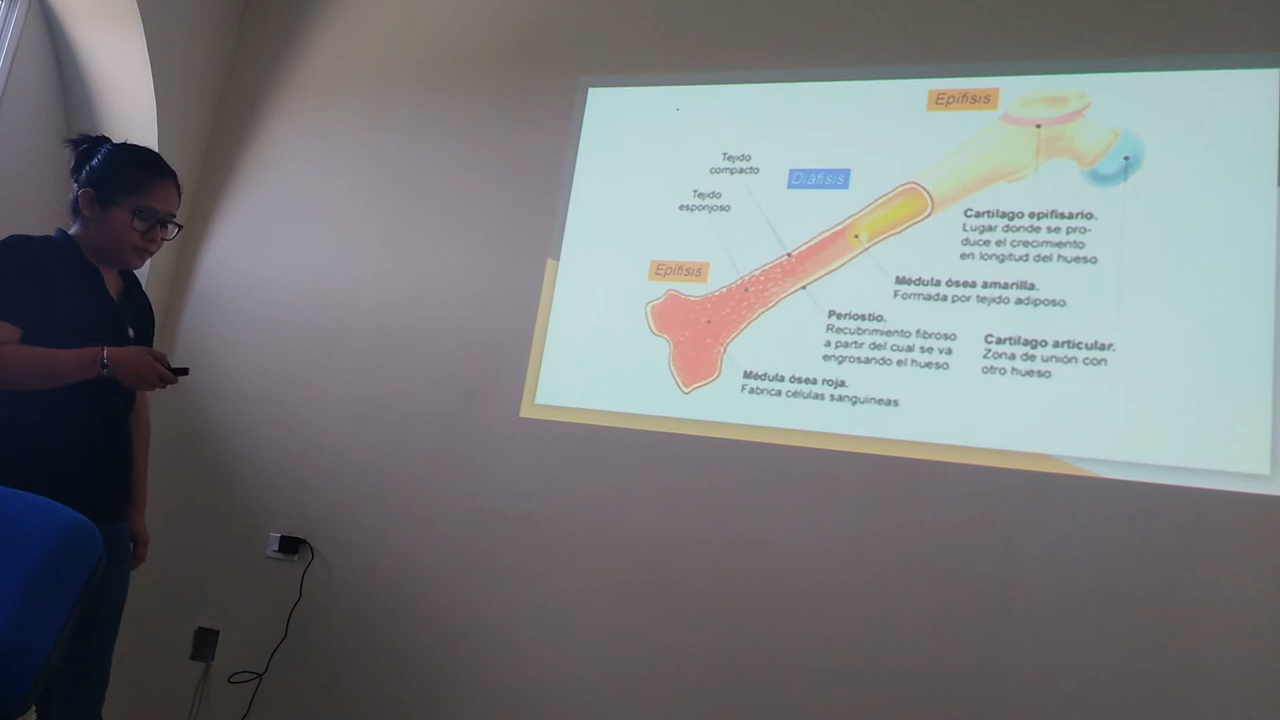 Epífisis
Tejido
compacto
Diáfisis
Tejido
esponjoso
Cartílago epifisario.
Lugar donde se pro-
duce el crecimiento
en longitud del hueso
Epífisis
Médula ósea amarilla.
Formada por tejido adiposo.
Periostio.
Recubrimiento fibroso
a partir del cual se va
engrosando el hueso
Cartílago articular.
Zona de unión con
otro hueso.
Médula ósea roja.
Fabrica células sanguíneas.